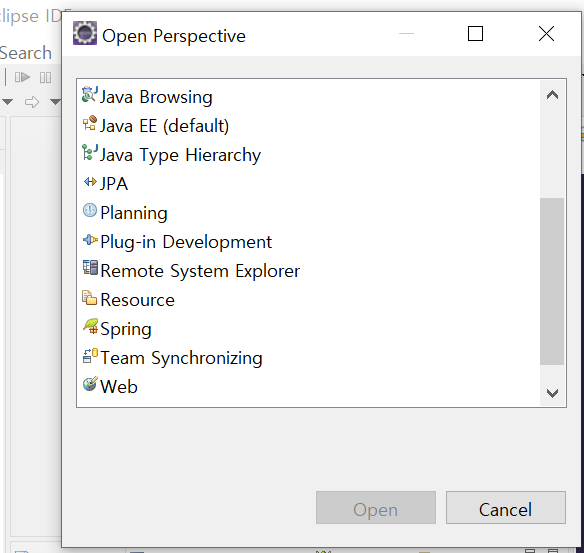 clipse IDE
Open Perspective
Search
Java Browsing
Java EE (default)
Java Type Hierarchy
JPA
Planning
Plug-in Development
Remote System Explorer
Resource
Spring
Team Synchronizing
Web
Open
Cancel